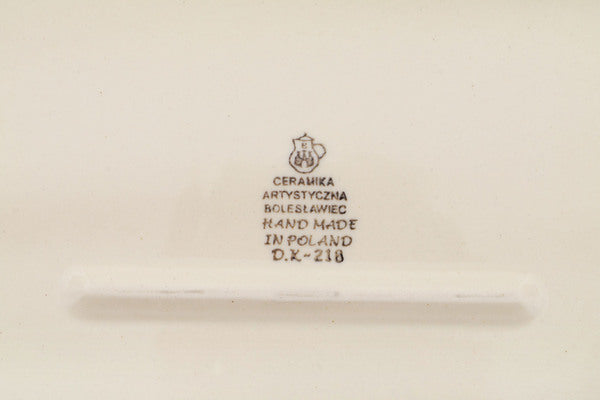 CERAMIKA
ARTYSTYCZNA
BOLESŁAWIEC
HAND MADE
IN POLAND
D.K-218